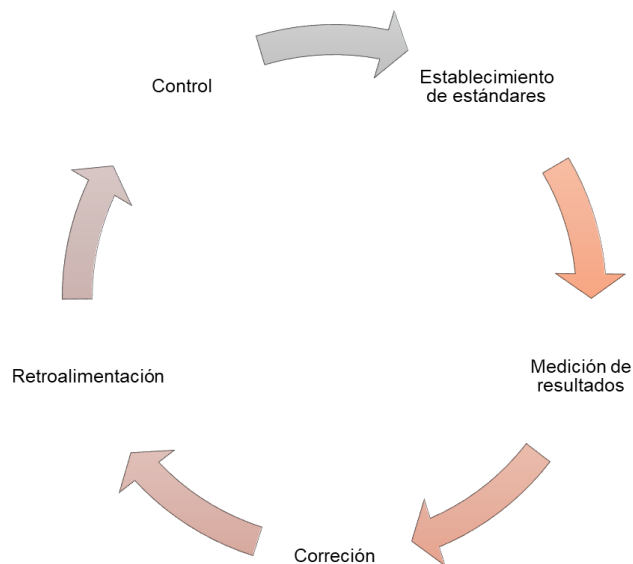 Control
Establecimiento
de estándares
Medición de
resultados
Correción
Retroalimentación